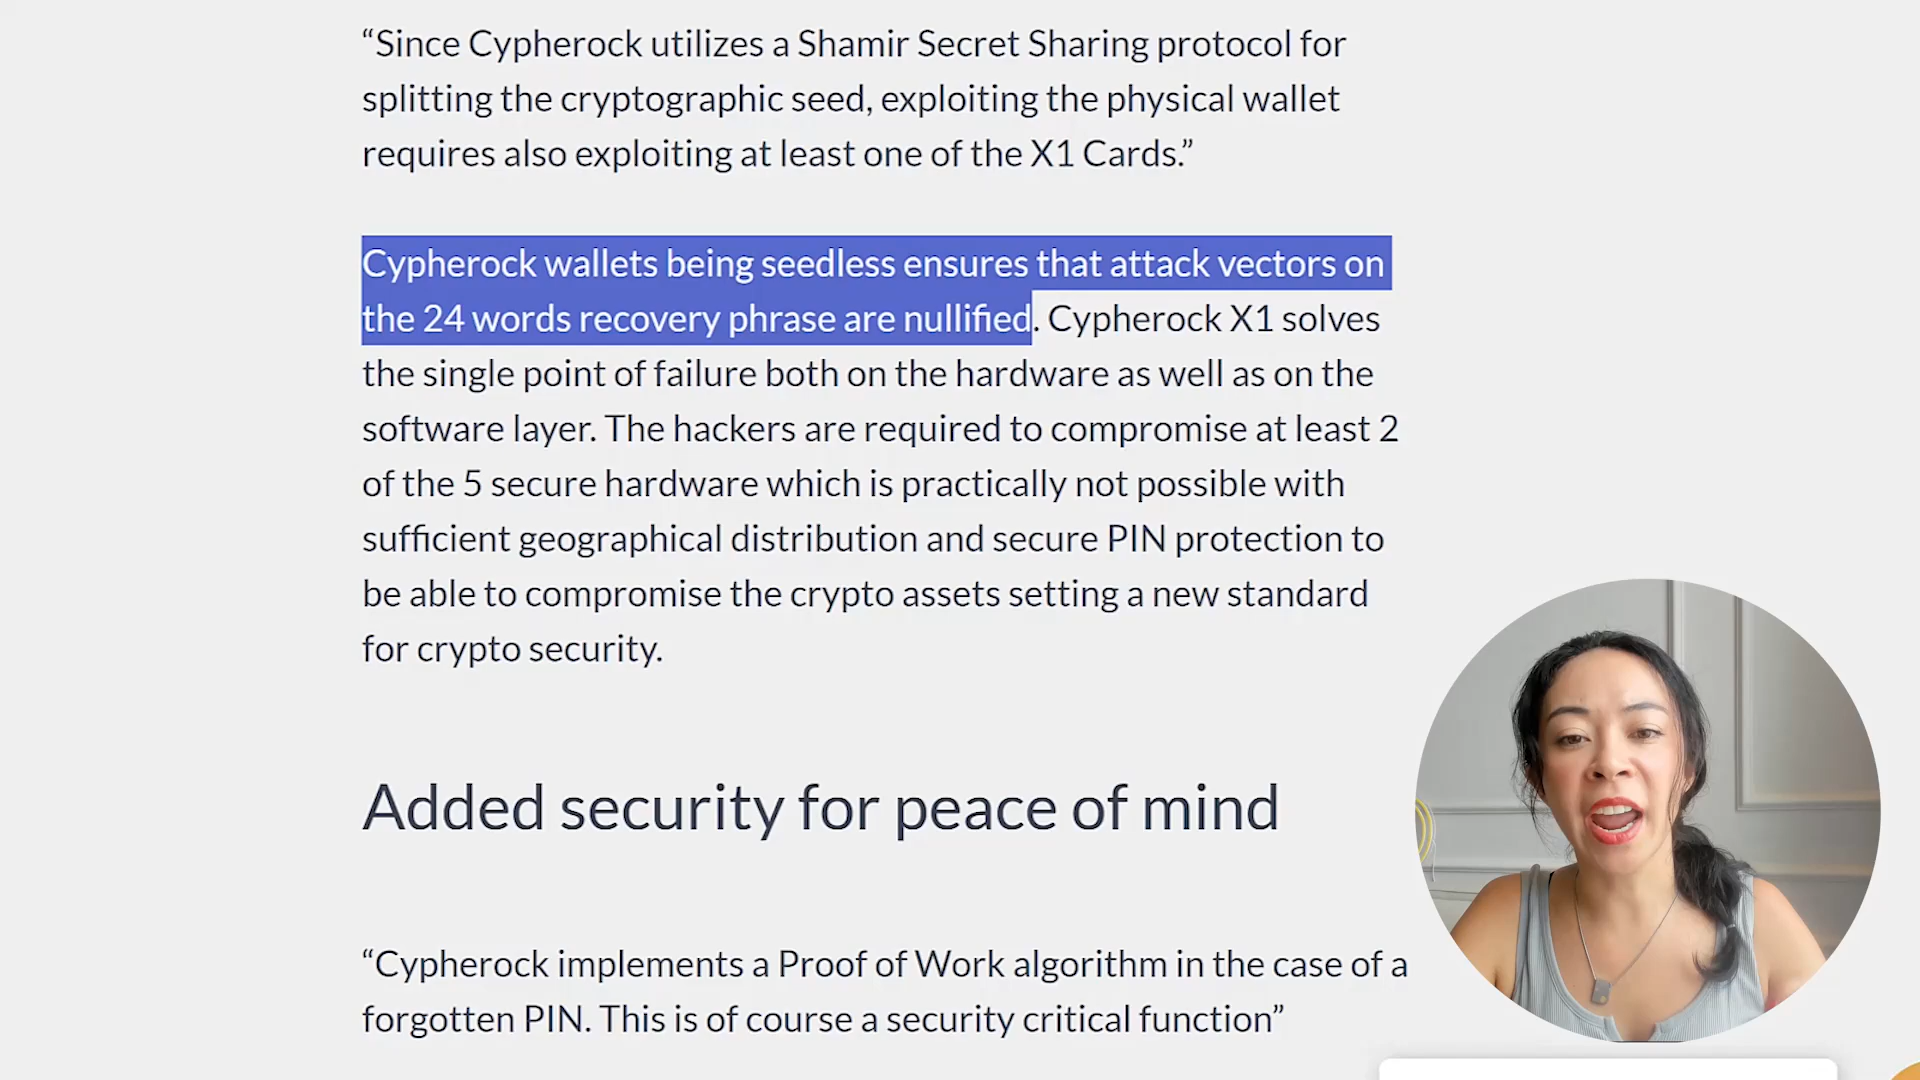 “Since Cypherock utilizes a Shamir Secret Sharing protocol for
splitting the cryptographic seed, exploiting the physical wallet
requires also exploiting at least one of the X1 Cards.”
Cypherock wallets being seedless ensures that attack vectors on
the 24 words recovery phrase are nullified. Cypherock X1 solves
the single point of failure both on the hardware as well as on the
software layer. The hackers are required to compromise at least 2
of the 5 secure hardware which is practically not possible with
sufficient geographical distribution and secure PIN protection to
be able to compromise the crypto assets setting a new standard
for crypto security.
Added security for peace of mind
“Cypherock implements a Proof of Work algorithm in the case of a
forgotten PIN. This is of course a security critical function”